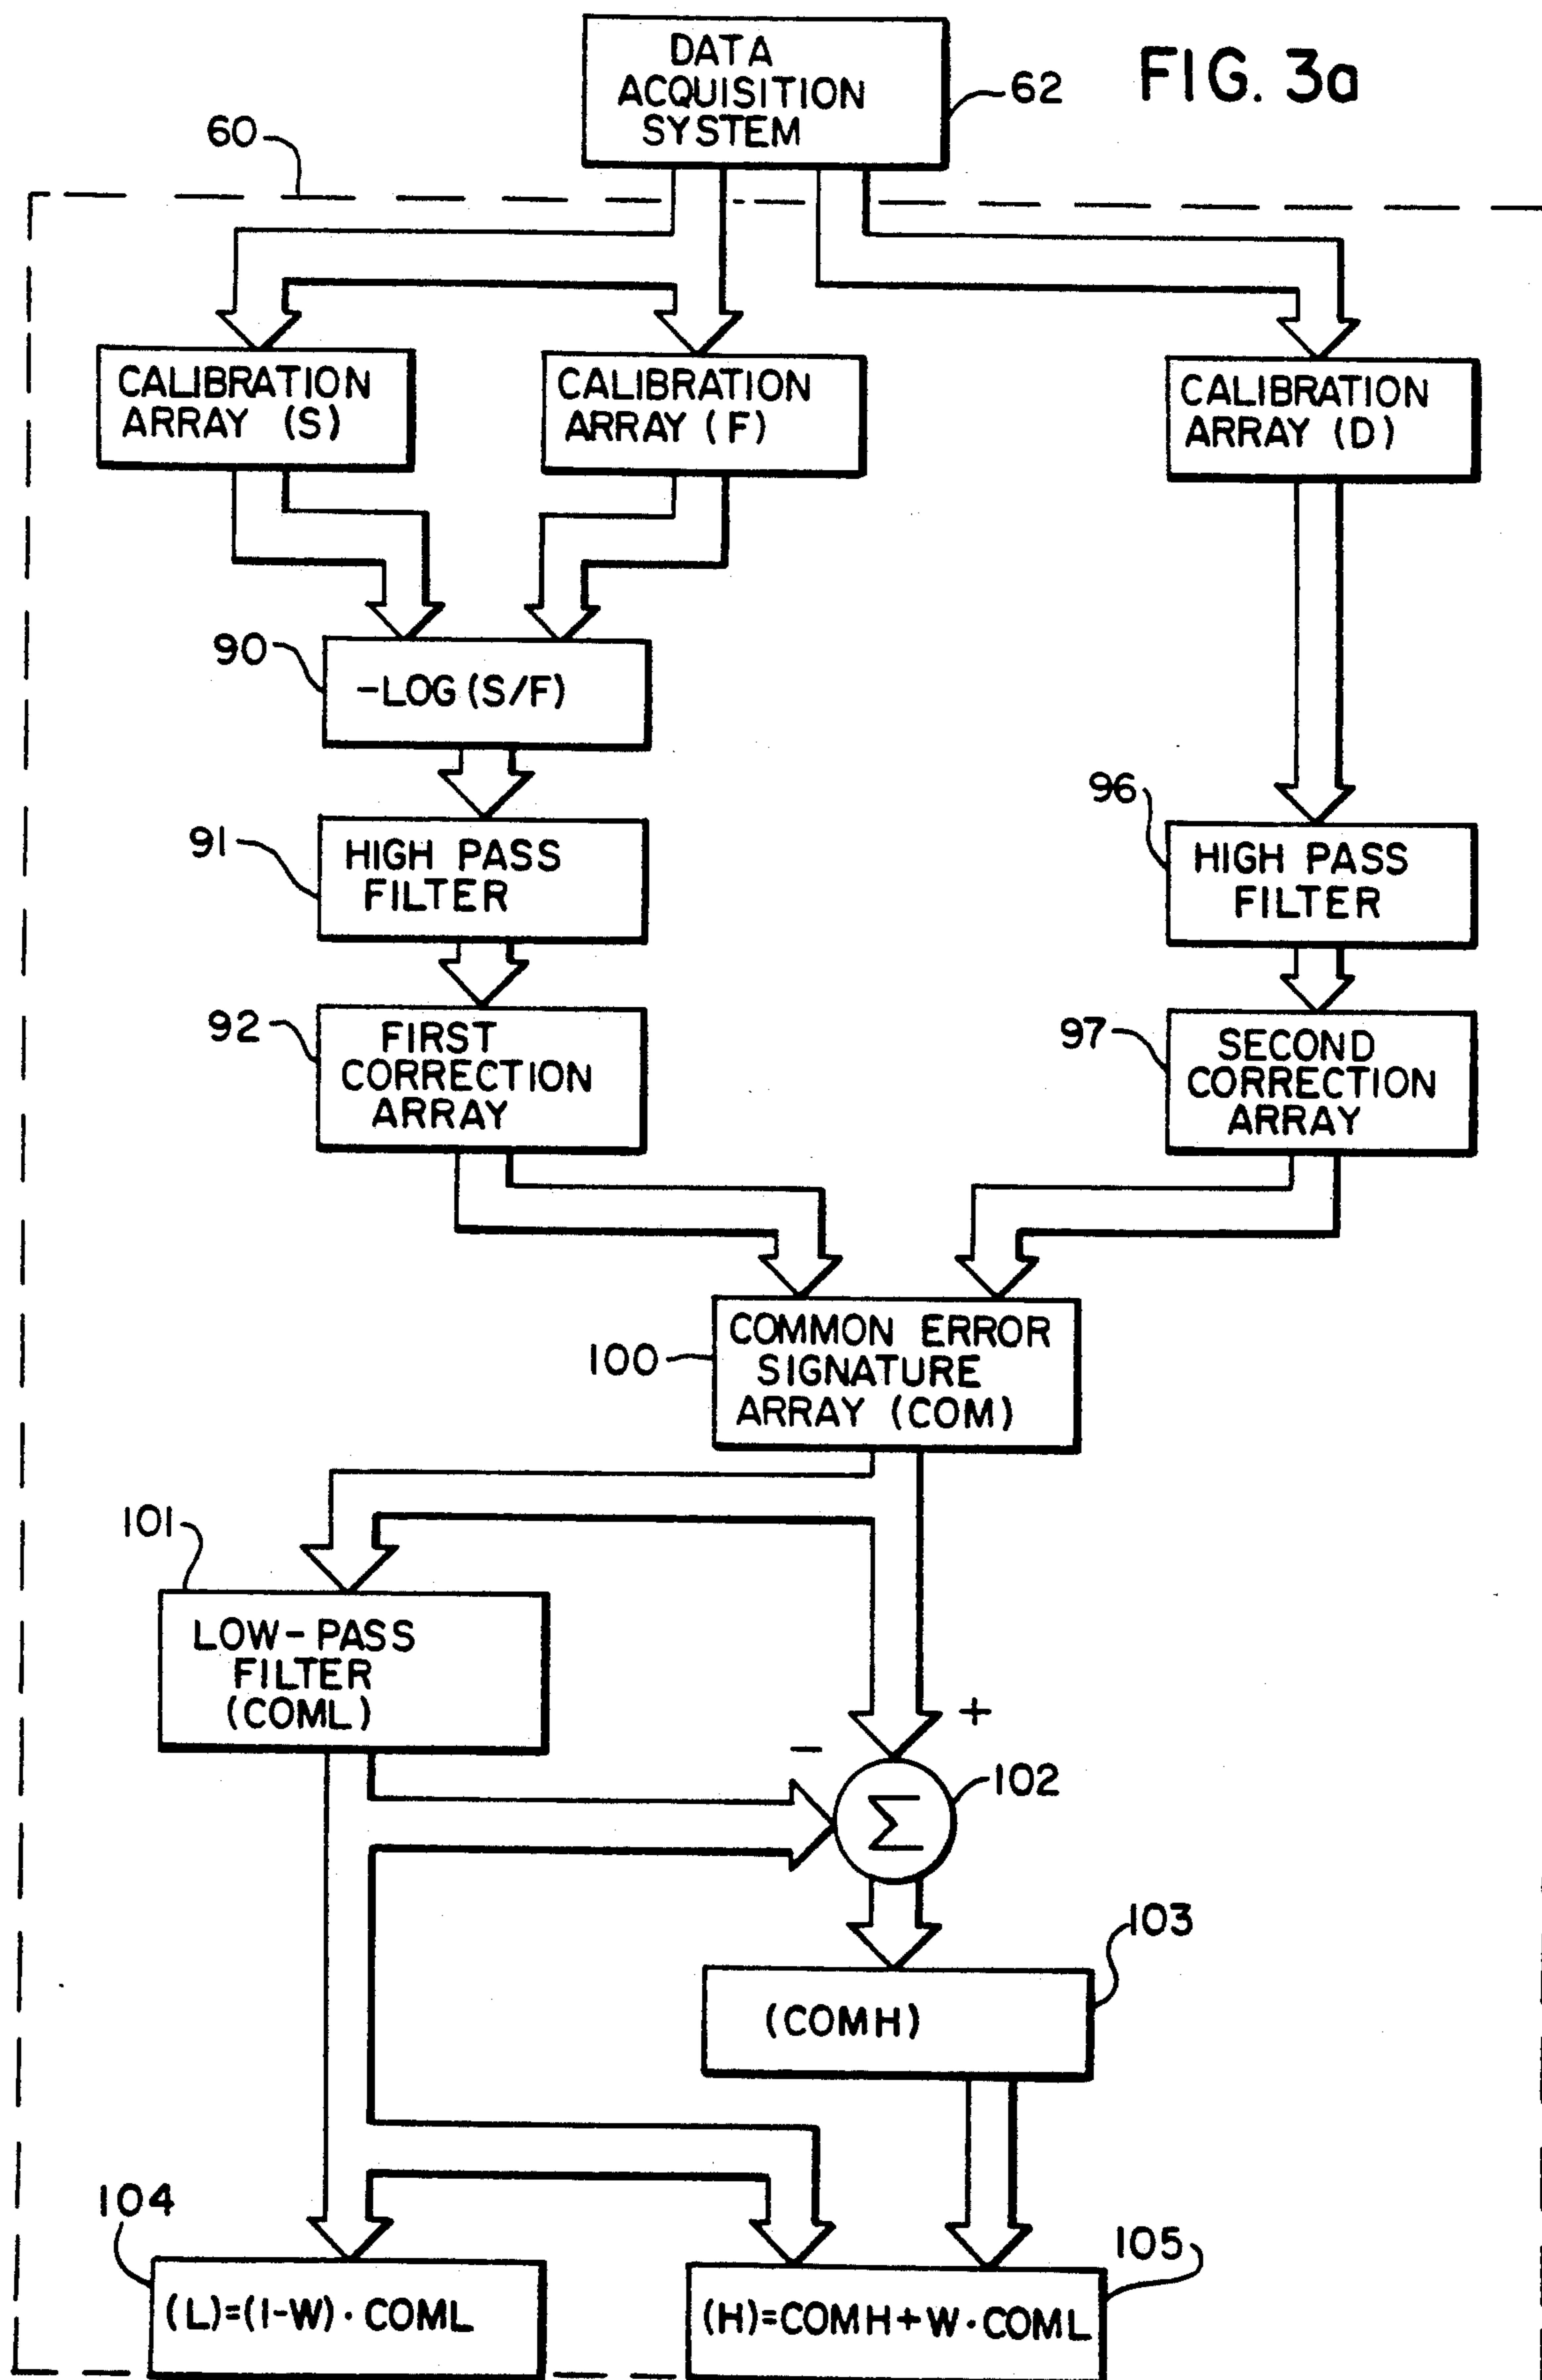 FIG. 3a
DATA
ACQUISITION
SYSTEM
62
60
CALIBRATION
ARRAY (S)
CALIBRATION
ARRAY (F)
CALIBRATION
ARRAY (D)
90
-LOG (S/F)
91
HIGH PASS
FILTER
96
HIGH PASS
FILTER
92
FIRST
CORRECTION
ARRAY
97
SECOND
CORRECTION
ARRAY
100
COMMON ERROR
SIGNATURE
ARRAY (COM)
101
LOW-PASS
FILTER
(COML)
+
-
Σ
102
103
(COMH)
104
(L)=(1-W)·COML
105
(H)=COMH+W·COML